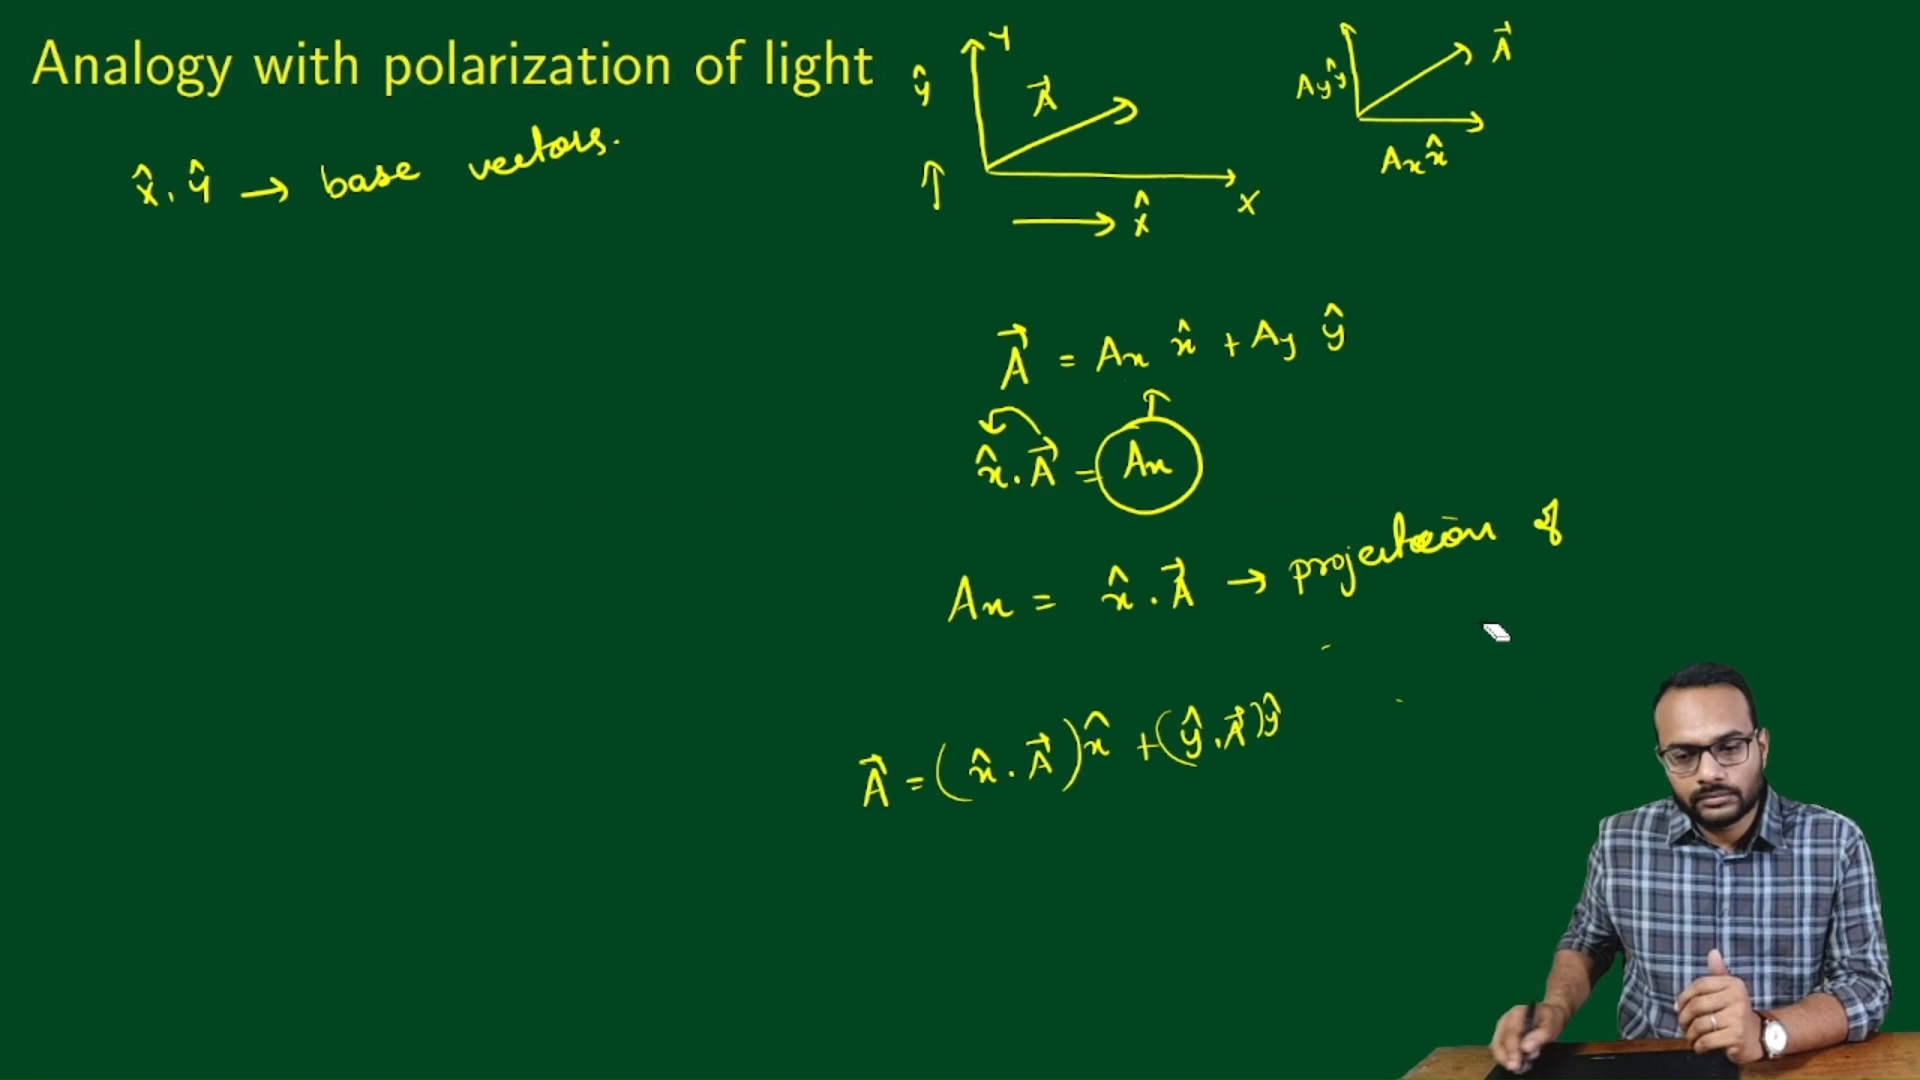 Analogy with polarization of light
x̂, ŷ → base vectors.
Y
ŷ
A⃗
X
x̂
A⃗
Ayŷ
Axx̂
A⃗ = Ax x̂ + Ay ŷ
x̂.A⃗ = Ax
Ax = x̂.A⃗ → projection of
A⃗ = (x̂.A⃗)x̂ + (ŷ.A⃗)ŷ